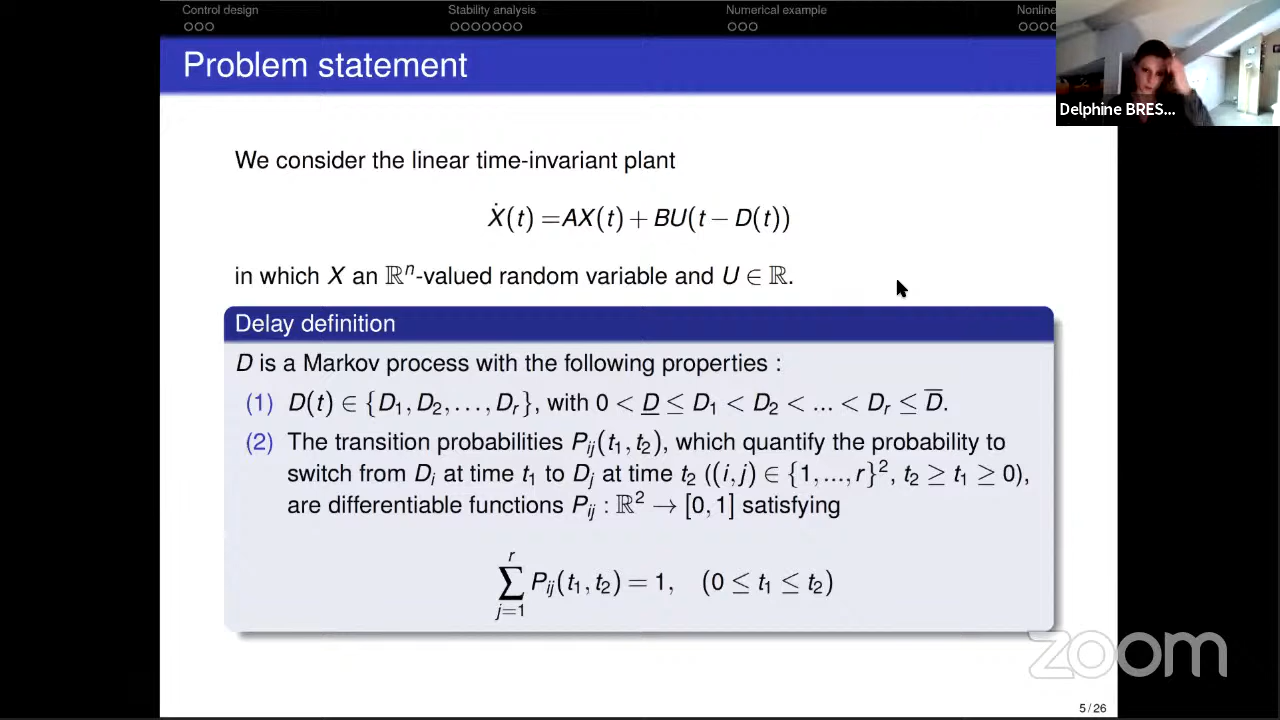 Control design
Stability analysis
Numerical example
Nonline
Problem statement
Delphine BRES...
We consider the linear time-invariant plant
Ẋ(t) =AX(t) + BU(t − D(t))
in which X an ℝⁿ-valued random variable and U ∈ ℝ.
Delay definition
D is a Markov process with the following properties :
(1) D(t) ∈ {D₁, D₂, ..., Dᵣ}, with 0 < D̲ ≤ D₁ < D₂ < ... < Dᵣ ≤ D̅.
(2) The transition probabilities Pᵢⱼ(t₁, t₂), which quantify the probability to
switch from Dᵢ at time t₁ to Dⱼ at time t₂ ((i, j) ∈ {1, ..., r}², t₂ ≥ t₁ ≥ 0),
are differentiable functions Pᵢⱼ : ℝ² → [0, 1] satisfying
∑_{j=1}^{r} Pᵢⱼ(t₁, t₂) = 1, (0 ≤ t₁ ≤ t₂)
zoom
5 / 26